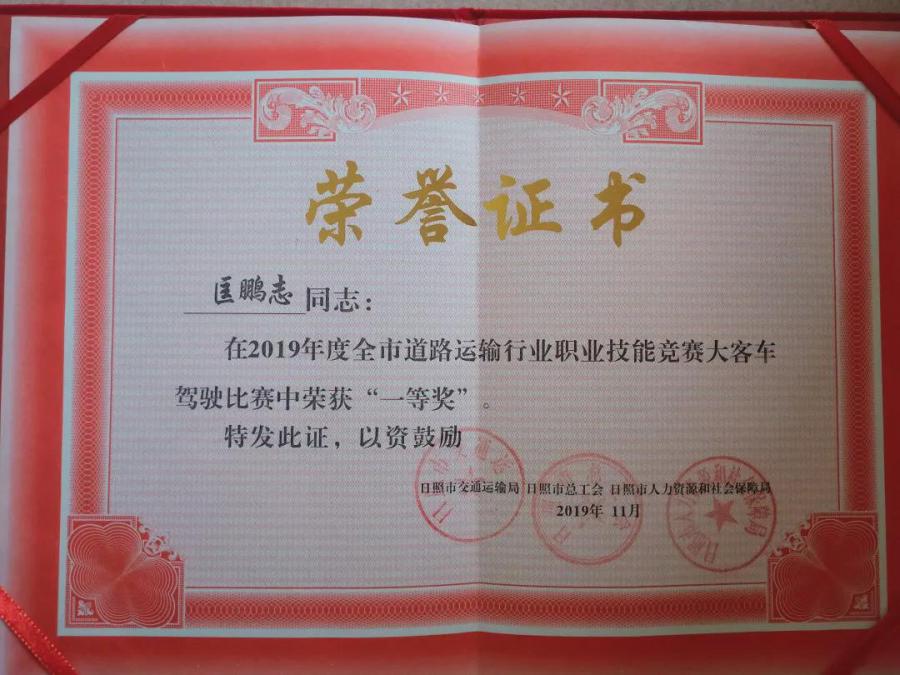 荣誉证书
匡鹏志同志：
在2019年度全市道路运输行业职业技能竞赛大客车
驾驶比赛中荣获“一等奖”。
特发此证，以资鼓励
日照市交通运输局 日照市总工会 日照市人力资源和社会保障局
2019年 11月